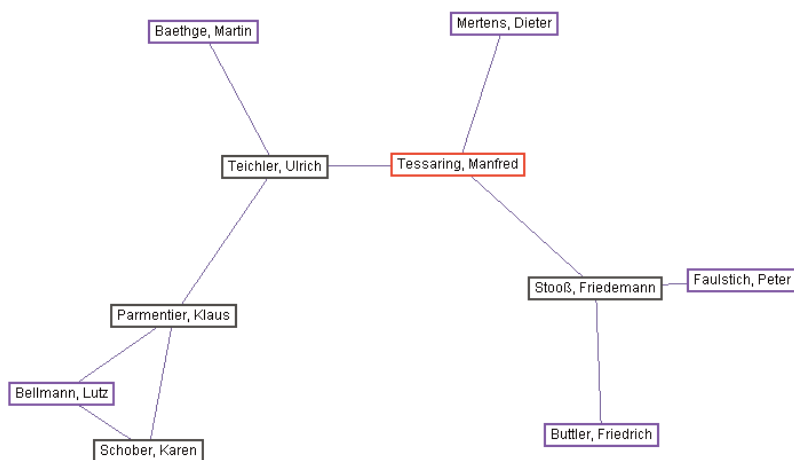 Mertens, Dieter
Baethge, Martin
Teichler, Ulrich
Tessaring, Manfred
Faulstich, Peter
Stooß, Friedemann
Parmentier, Klaus
Bellmann, Lutz
Buttler, Friedrich
Schober, Karen